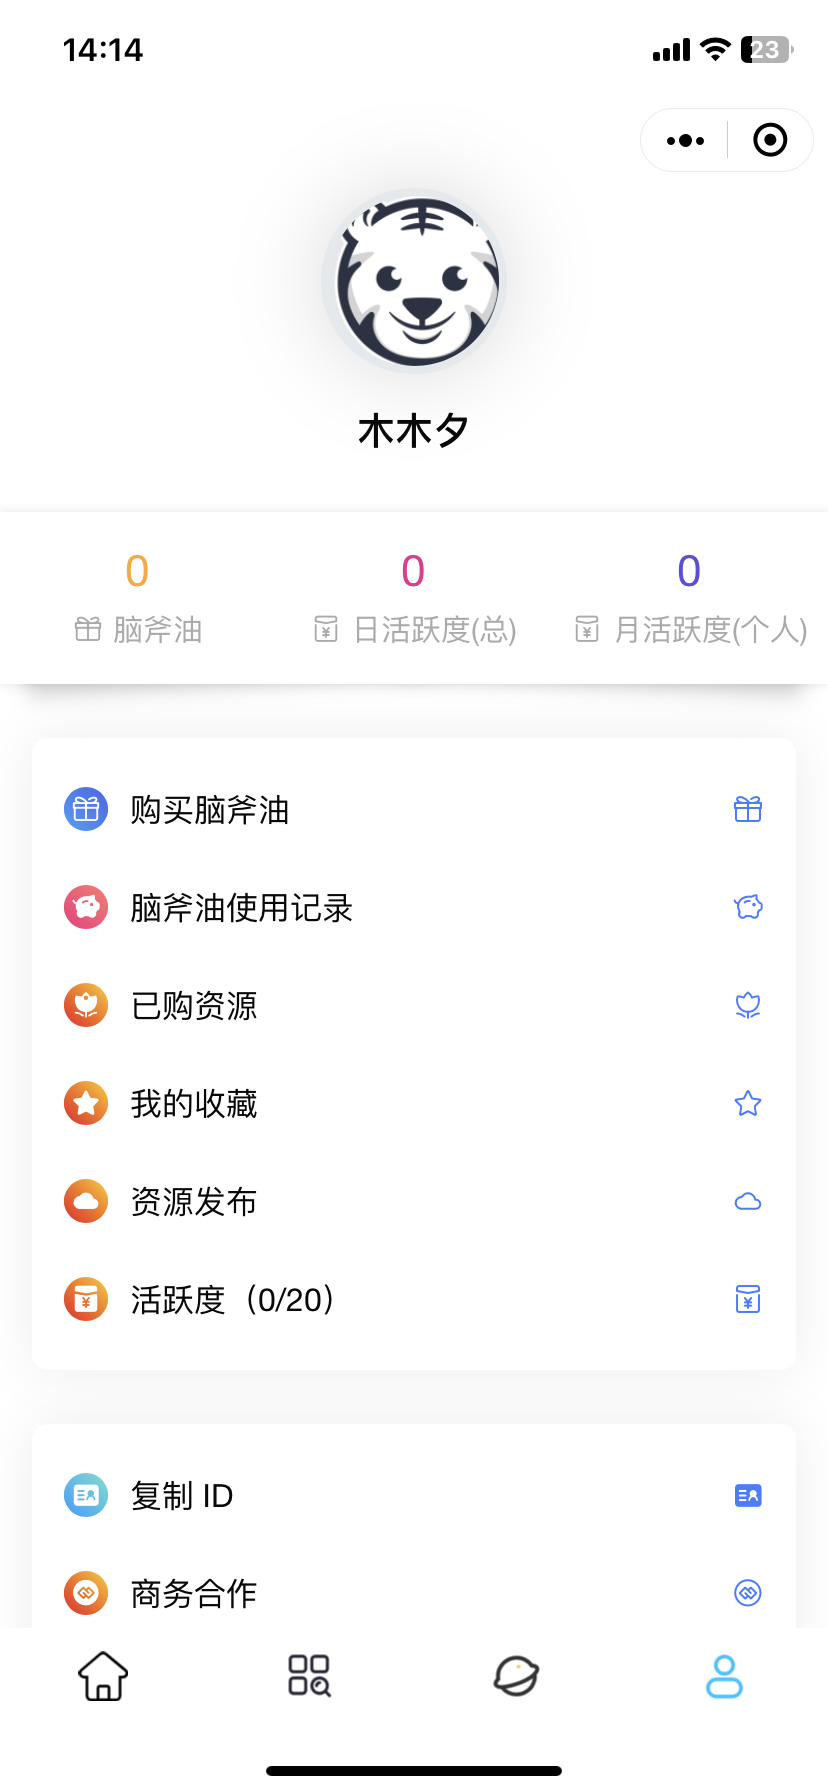 14:14
23
木木夕
0
0
0
脑斧油
日活跃度(总)
月活跃度(个人)
购买脑斧油
脑斧油使用记录
已购资源
我的收藏
资源发布
活跃度（0/20）
复制 ID
商务合作